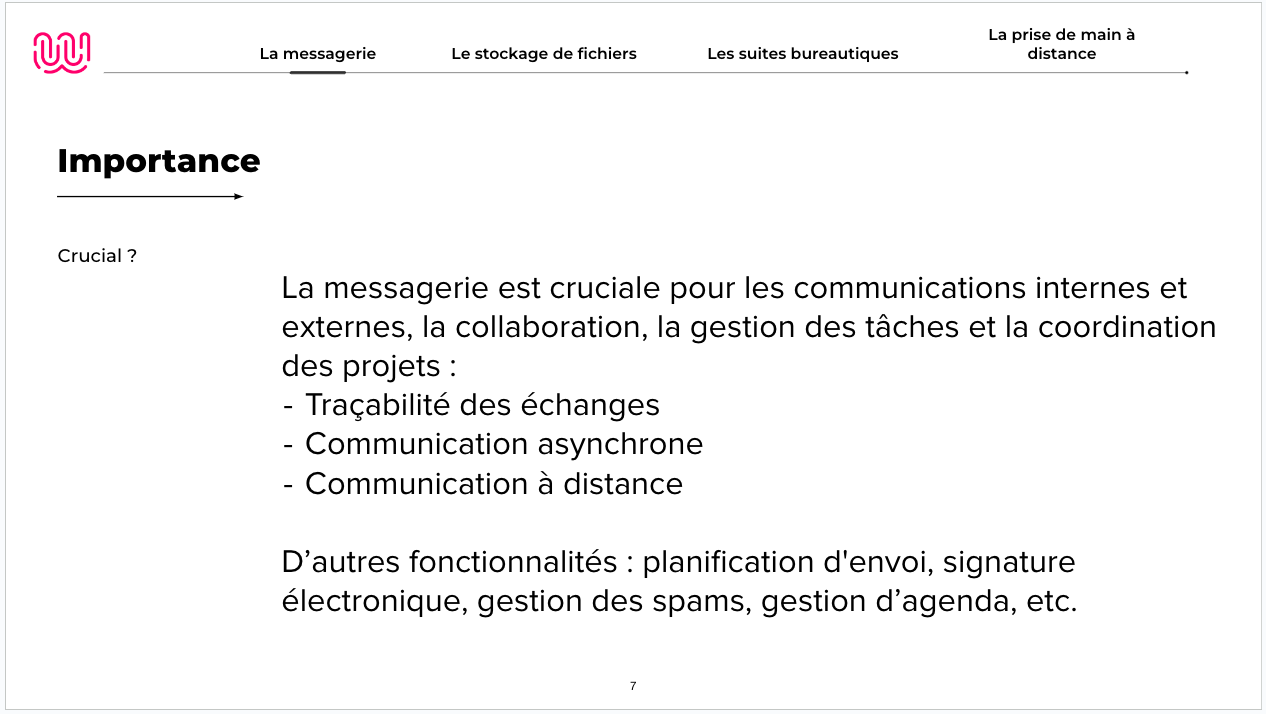 La messagerie
Le stockage de fichiers
Les suites bureautiques
La prise de main à
distance
Importance
Crucial ?
La messagerie est cruciale pour les communications internes et
externes, la collaboration, la gestion des tâches et la coordination
des projets :
- Traçabilité des échanges
- Communication asynchrone
- Communication à distance
D’autres fonctionnalités : planification d'envoi, signature
électronique, gestion des spams, gestion d’agenda, etc.
7